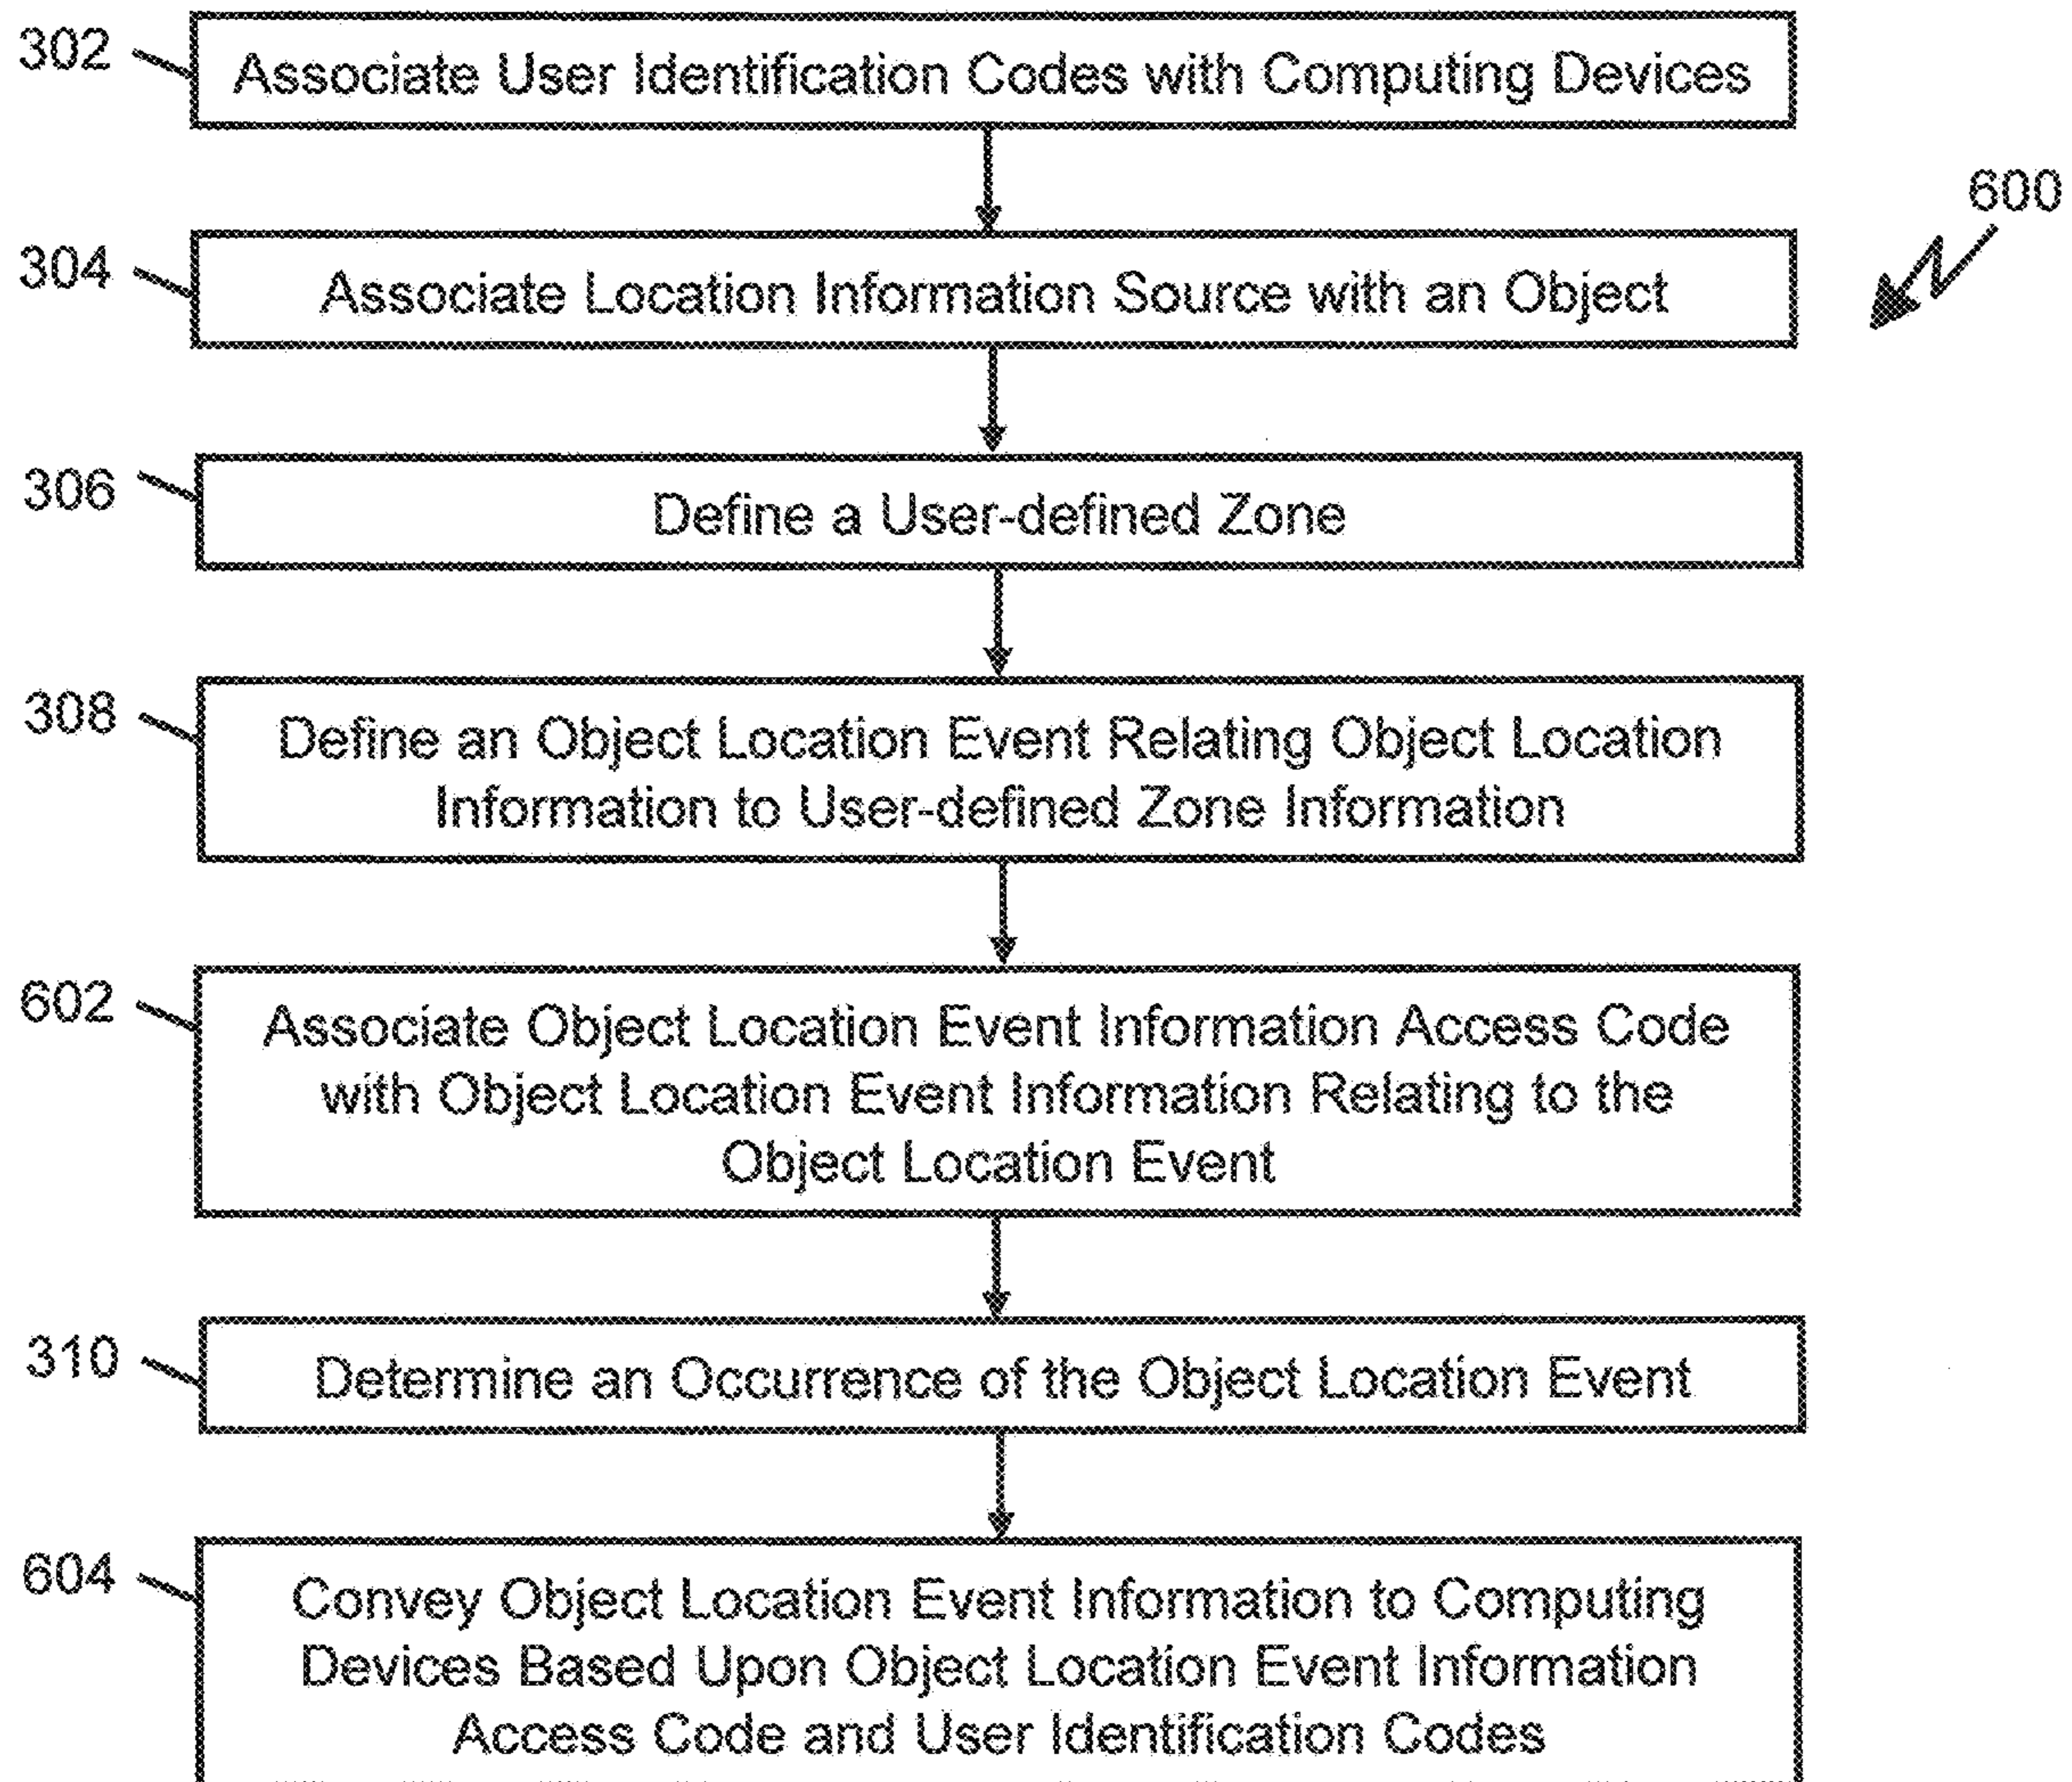 302
Associate User Identification Codes with Computing Devices
600
304
Associate Location Information Source with an Object
306
Define a User-defined Zone
308
Define an Object Location Event Relating Object Location
Information to User-defined Zone Information
602
Associate Object Location Event Information Access Code
with Object Location Event Information Relating to the
Object Location Event
310
Determine an Occurrence of the Object Location Event
604
Convey Object Location Event Information to Computing
Devices Based Upon Object Location Event Information
Access Code and User Identification Codes